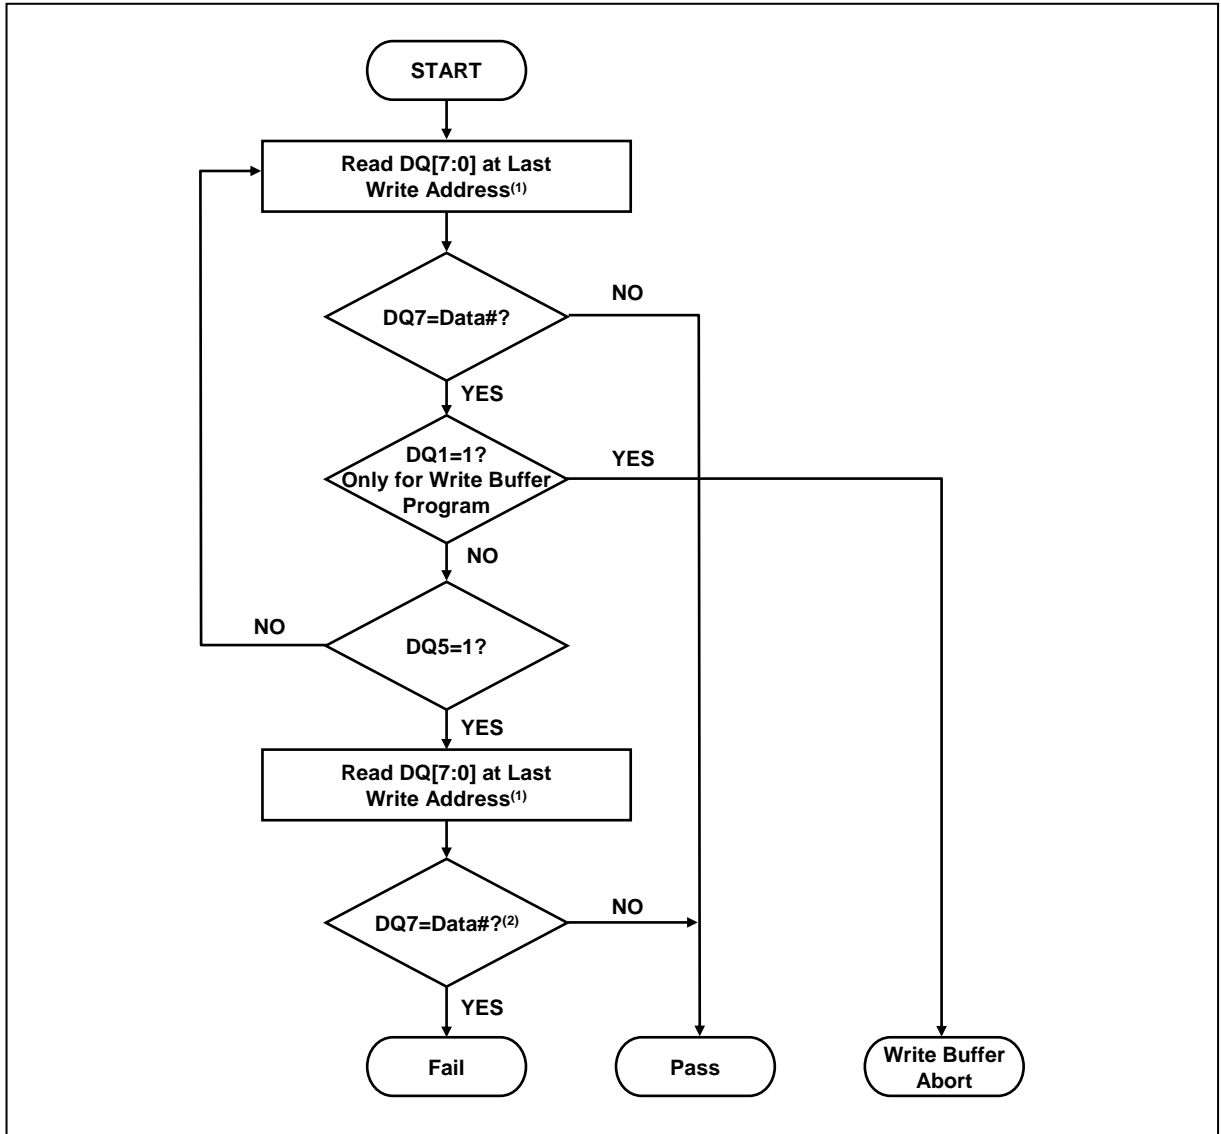 START
Read DQ[7:0] at Last
Write Address(1)
NO
DQ7=Data#?
YES
DQ1=1?
Only for Write Buffer
Program
YES
NO
NO
DQ5=1?
YES
Read DQ[7:0] at Last
Write Address(1)
DQ7=Data#?(2)
NO
YES
Fail
Pass
Write Buffer
Abort